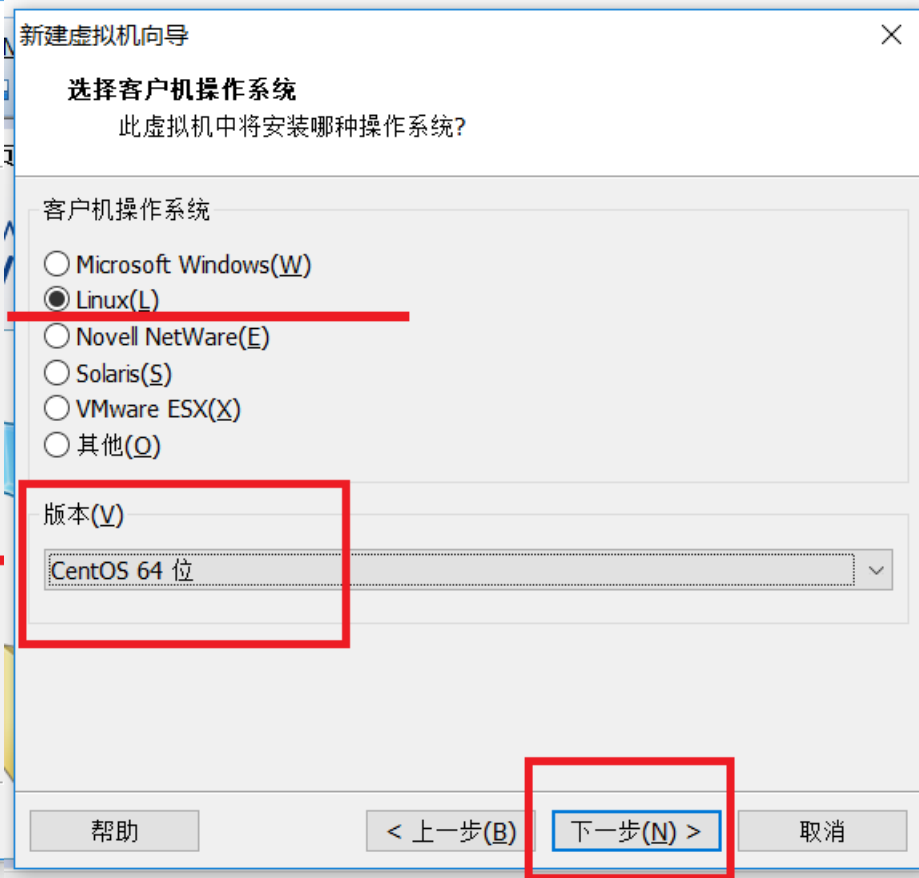 新建虚拟机向导
选择客户机操作系统
此虚拟机中将安装哪种操作系统?
客户机操作系统
Microsoft Windows(W)
Linux(L)
Novell NetWare(E)
Solaris(S)
VMware ESX(X)
其他(O)
版本(V)
CentOS 64 位
帮助
< 上一步(B)
下一步(N) >
取消